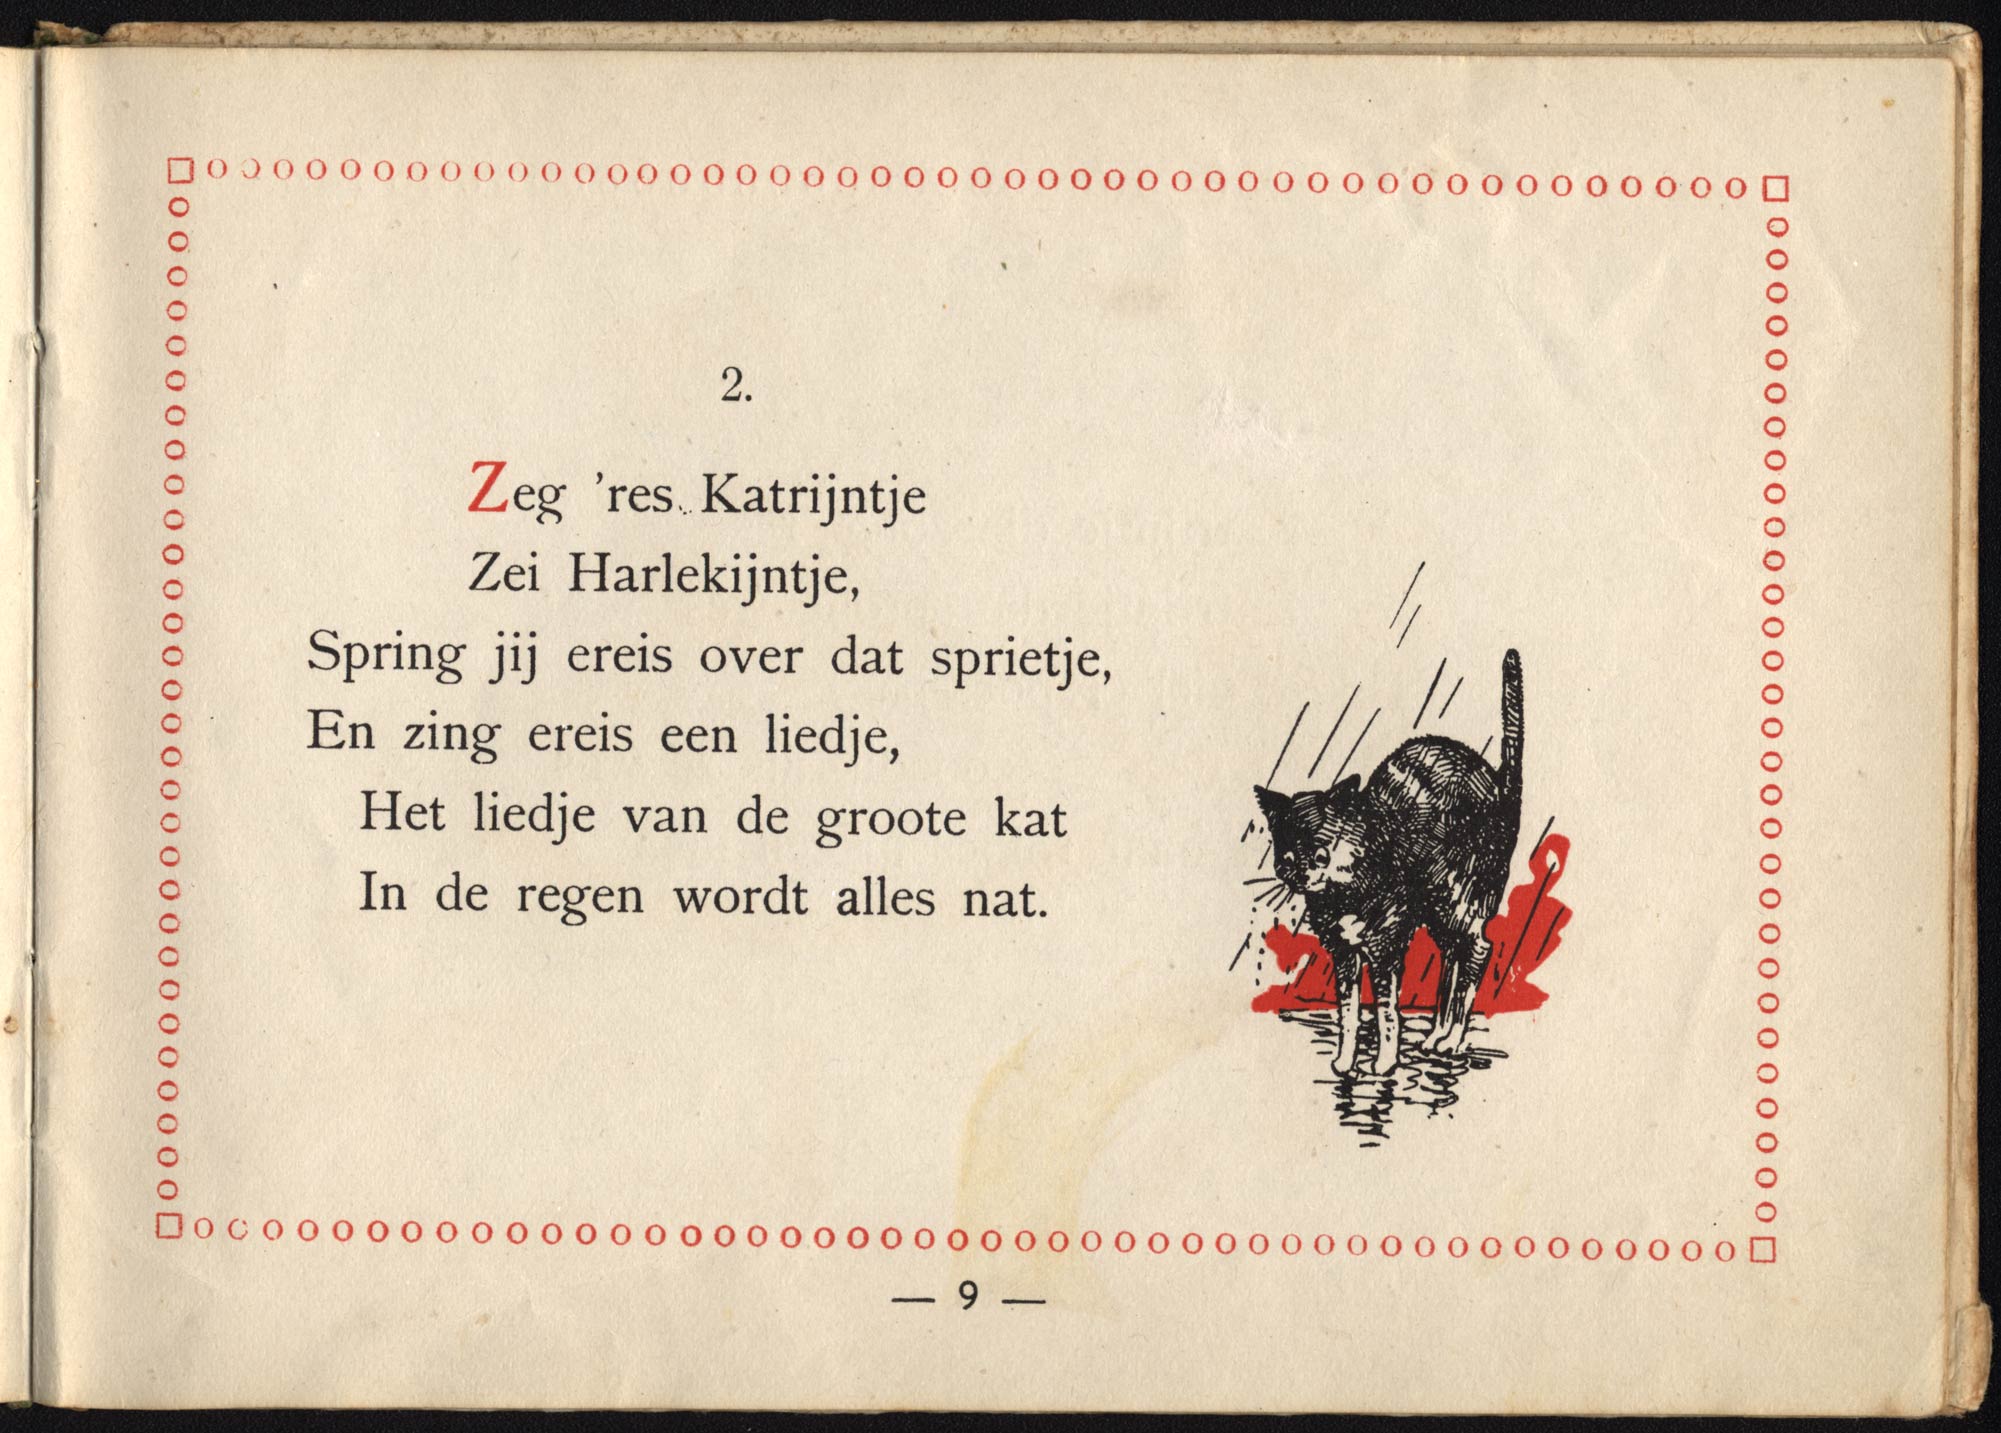 2.
Zeg 'res Katrijntje
Zei Harlekijntje,
Spring jij ereis over dat sprietje,
En zing ereis een liedje,
Het liedje van de groote kat
In de regen wordt alles nat.
— 9 —